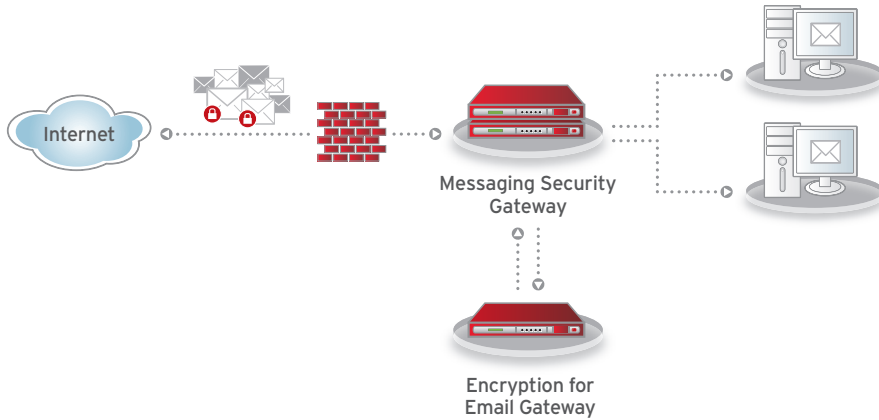 Internet
Messaging Security
Gateway
Encryption for
Email Gateway